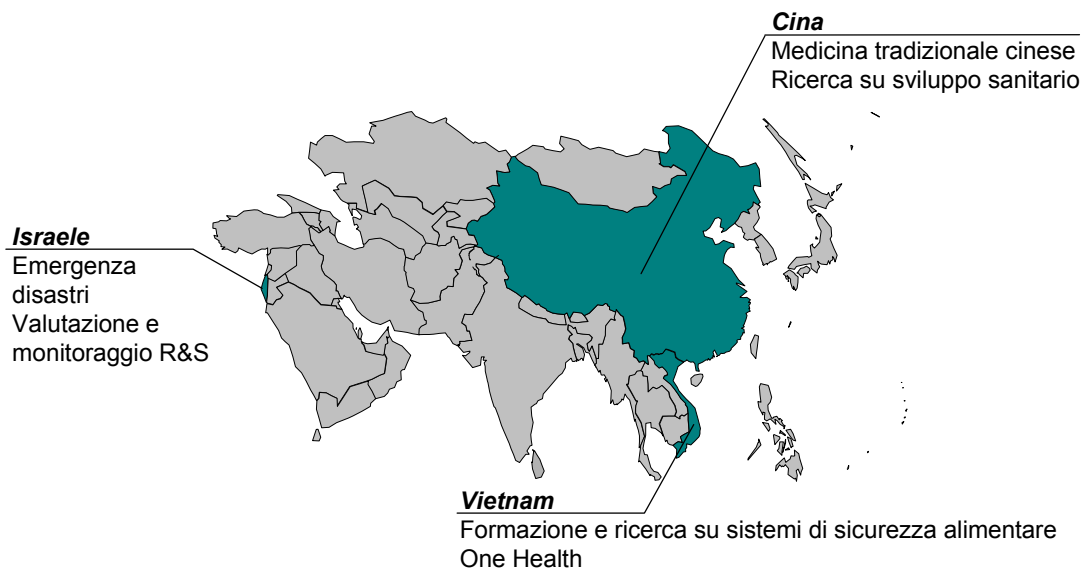 Cina
Medicina tradizionale cinese
Ricerca su sviluppo sanitario
Israele
Emergenza
disastri
Valutazione e
monitoraggio R&S
Vietnam
Formazione e ricerca su sistemi di sicurezza alimentare
One Health